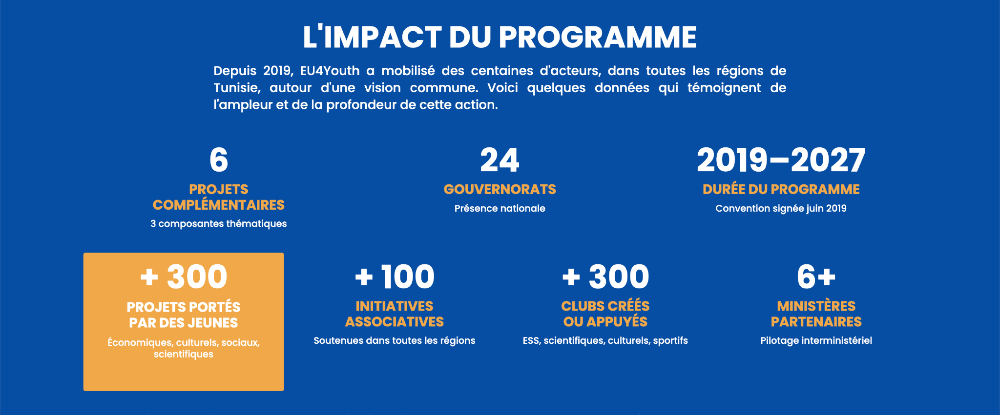 L'IMPACT DU PROGRAMME
Depuis 2019, EU4Youth a mobilisé des centaines d'acteurs, dans toutes les régions de
Tunisie, autour d'une vision commune. Voici quelques données qui témoignent de
l'ampleur et de la profondeur de cette action.
6
PROJETS
COMPLÉMENTAIRES
3 composantes thématiques
24
GOUVERNORATS
Présence nationale
2019–2027
DURÉE DU PROGRAMME
Convention signée juin 2019
+ 300
PROJETS PORTÉS
PAR DES JEUNES
Économiques, culturels, sociaux,
scientifiques
+ 100
INITIATIVES
ASSOCIATIVES
Soutenues dans toutes les régions
+ 300
CLUBS CRÉÉS
OU APPUYÉS
ESS, scientifiques, culturels, sportifs
6+
MINISTÈRES
PARTENAIRES
Pilotage interministériel